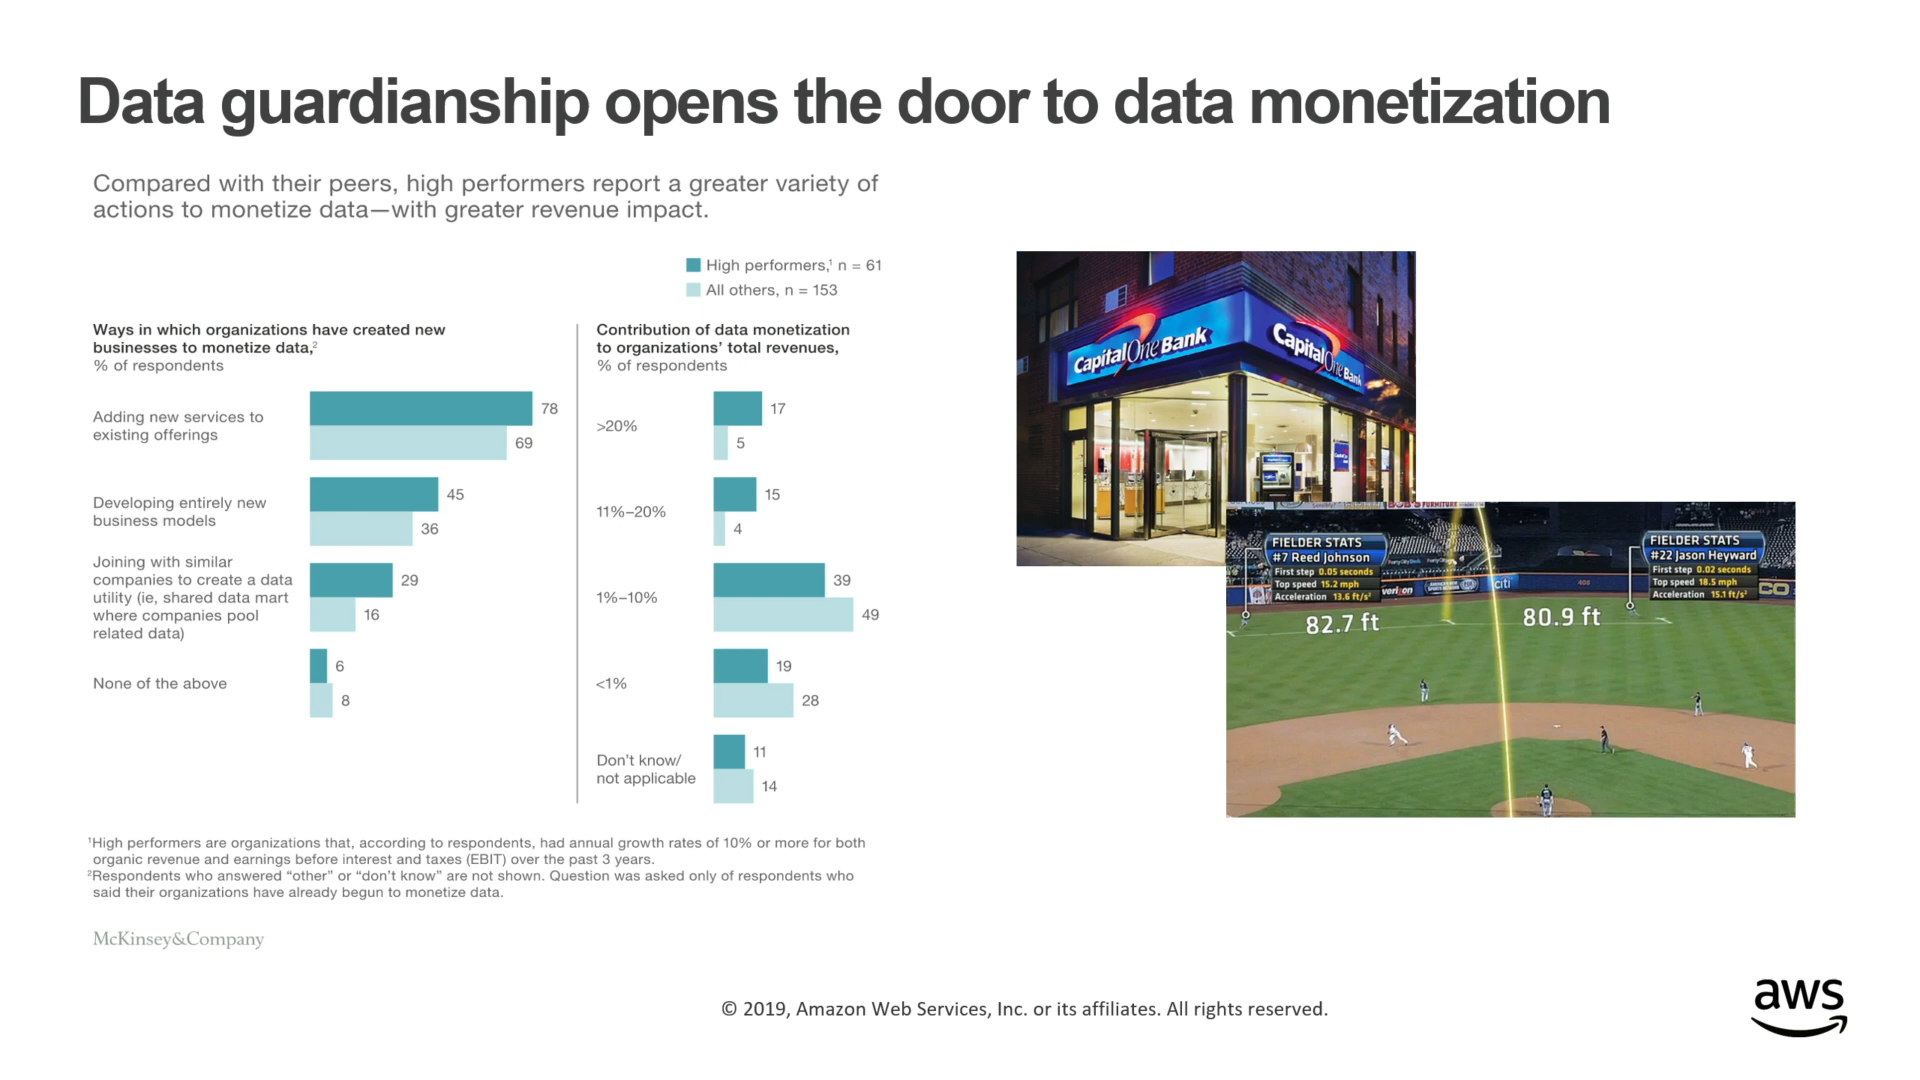 Data guardianship opens the door to data monetization
Compared with their peers, high performers report a greater variety of
actions to monetize data—with greater revenue impact.
High performers,¹ n = 61
All others, n = 153
Ways in which organizations have created new
businesses to monetize data,²
% of respondents
Adding new services to
existing offerings
78
69
Developing entirely new
business models
45
36
Joining with similar
companies to create a data
utility (ie, shared data mart
where companies pool
related data)
29
16
None of the above
6
8
Contribution of data monetization
to organizations’ total revenues,
% of respondents
>20%
17
5
11%–20%
15
4
1%–10%
39
49
<1%
19
28
Don’t know/
not applicable
11
14
¹High performers are organizations that, according to respondents, had annual growth rates of 10% or more for both
organic revenue and earnings before interest and taxes (EBIT) over the past 3 years.
²Respondents who answered “other” or “don’t know” are not shown. Question was asked only of respondents who
said their organizations have already begun to monetize data.
McKinsey&Company
CapitalOne Bank
CapitalOne Bank
FIELDER STATS
#7 Reed Johnson
First step 0.05 seconds
Top speed 15.2 mph
Acceleration 13.6 ft/s²
82.7 ft
FIELDER STATS
#22 Jason Heyward
First step 0.02 seconds
Top speed 18.5 mph
Acceleration 15.1 ft/s²
80.9 ft
verizon
citi
408
© 2019, Amazon Web Services, Inc. or its affiliates. All rights reserved.
aws